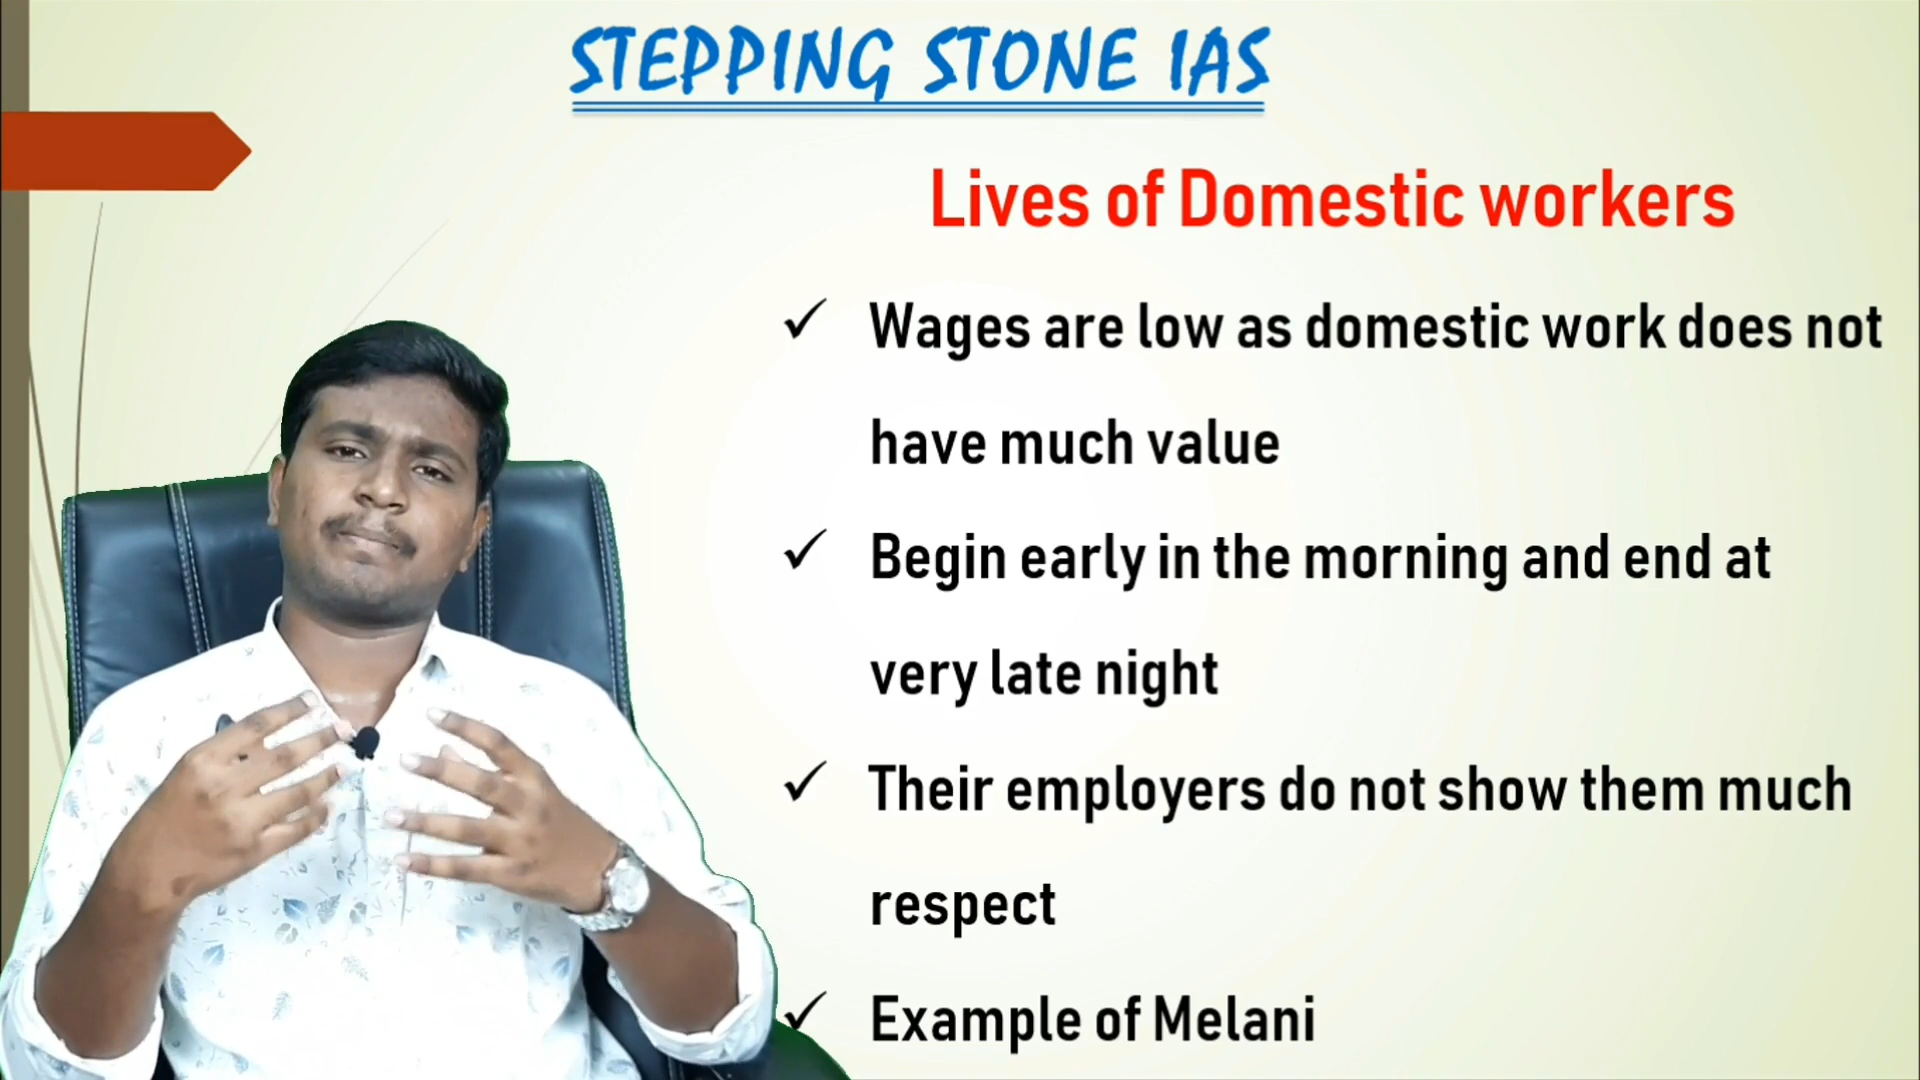 STEPPING STONE IAS
Lives of Domestic workers
✓ Wages are low as domestic work does not
have much value
✓ Begin early in the morning and end at
very late night
✓ Their employers do not show them much
respect
✓ Example of Melani